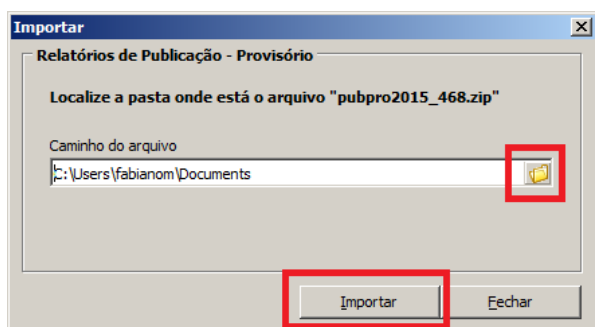 Importar
Relatórios de Publicação - Provisório
Localize a pasta onde está o arquivo "pubpro2015_468.zip"
Caminho do arquivo
C:\Users\fabianom\Documents
Importar Fechar